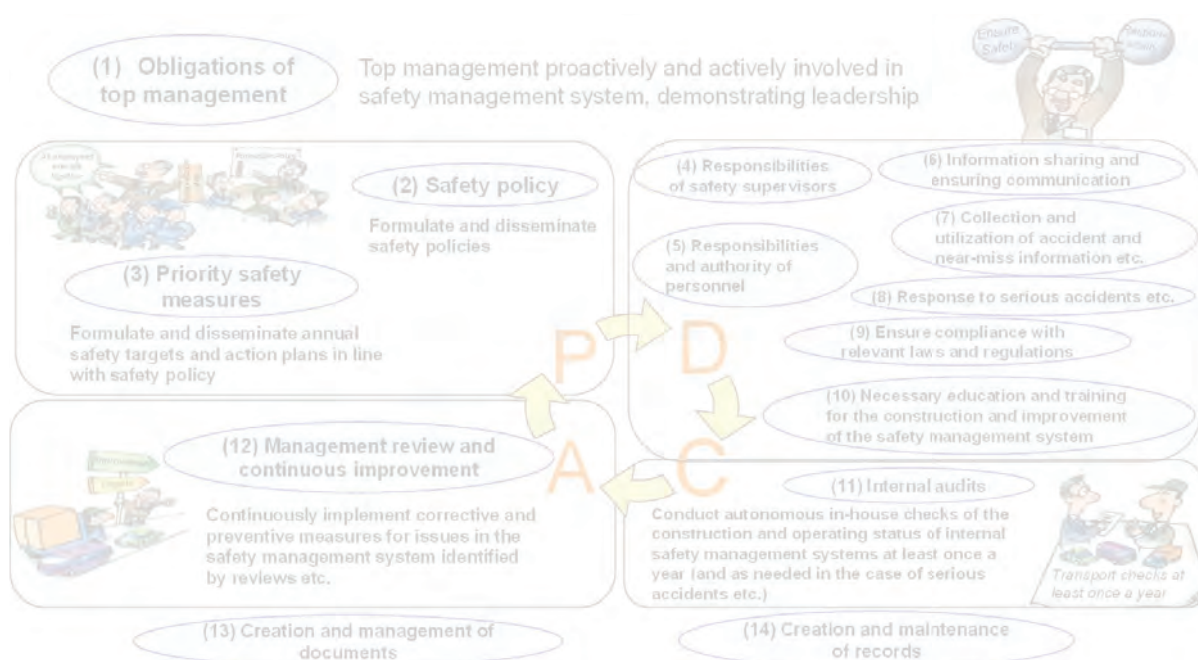 (1) Obligations of
top management
Top management proactively and actively involved in
safety management system, demonstrating leadership
Ensure
Safety
(2) Safety policy
Formulate and disseminate
safety policies
(3) Priority safety
measures
Formulate and disseminate annual
safety targets and action plans in line
with safety policy
P
D
(4) Responsibilities
of safety supervisors
(5) Responsibilities
and authority of
personnel
(6) Information sharing and
ensuring communication
(7) Collection and
utilization of accident and
near-miss information etc.
(8) Response to serious accidents etc.
(9) Ensure compliance with
relevant laws and regulations
(10) Necessary education and training
for the construction and improvement
of the safety management system
A
C
(12) Management review and
continuous improvement
Continuously implement corrective and
preventive measures for issues in the
safety management system identified
by reviews etc.
(11) Internal audits
Conduct autonomous in-house checks of the
construction and operating status of internal
safety management systems at least once a
year (and as needed in the case of serious
accidents etc.)
Transport checks at
least once a year
(13) Creation and management of
documents
(14) Creation and maintenance
of records